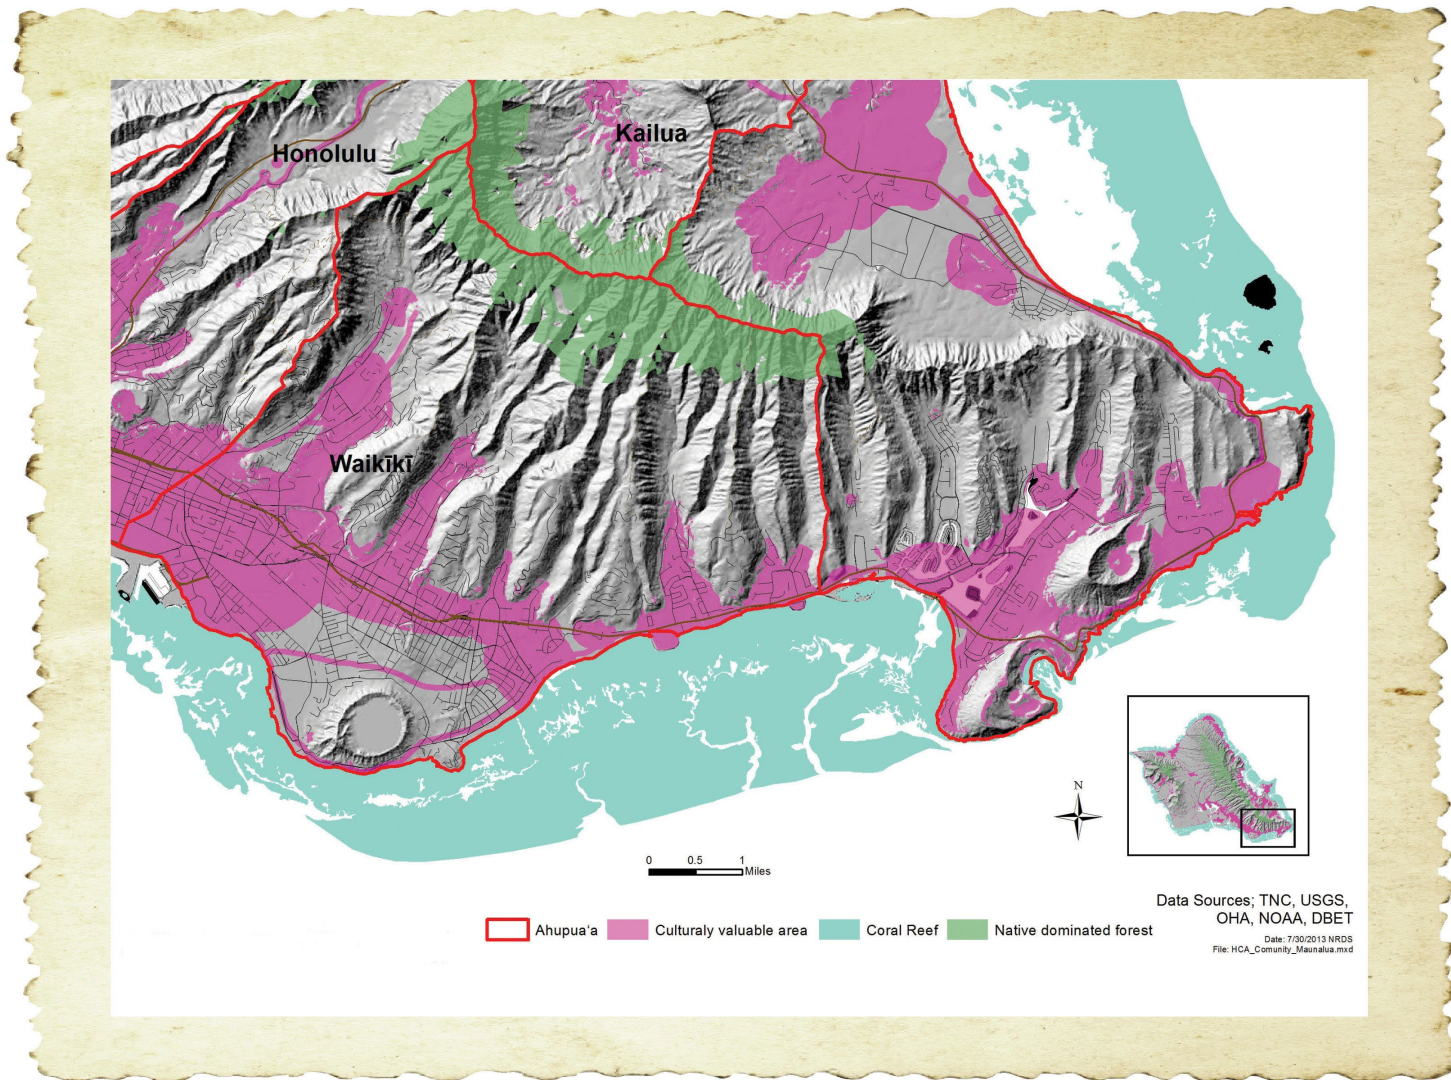 Kailua
Honolulu
Waikīkī
N
0 0.5 1
Miles
Data Sources; TNC, USGS,
OHA, NOAA, DBET
Ahupuaʻa Culturaly valuable area Coral Reef Native dominated forest
Date: 7/30/2013 NRDS
File: HCA_Comunity_Maunalua.mxd